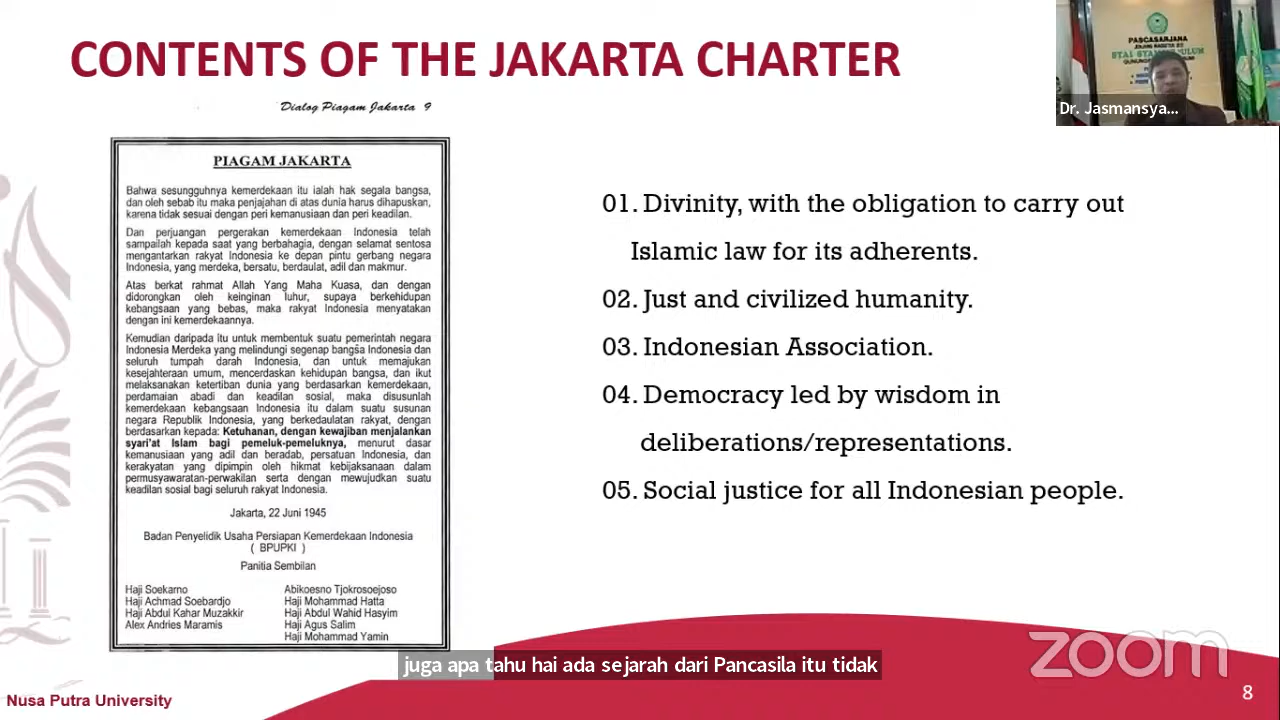 CONTENTS OF THE JAKARTA CHARTER
Dialog Piagam Jakarta 9
PIAGAM JAKARTA
Bahwa sesungguhnya kemerdekaan itu ialah hak segala bangsa,
dan oleh sebab itu maka penjajahan di atas dunia harus dihapuskan,
karena tidak sesuai dengan peri kemanusiaan dan peri keadilan.
Dan perjuangan pergerakan kemerdekaan Indonesia telah
sampailah kepada saat yang berbahagia, dengan selamat sentosa
mengantarkan rakyat Indonesia ke depan pintu gerbang negara
Indonesia, yang merdeka, bersatu, berdaulat, adil dan makmur.
Atas berkat rahmat Allah Yang Maha Kuasa, dan dengan
didorongkan oleh keinginan luhur, supaya berkehidupan
kebangsaan yang bebas, maka rakyat Indonesia menyatakan
dengan ini kemerdekaannya.
Kemudian daripada itu untuk membentuk suatu pemerintah negara
Indonesia Merdeka yang melindungi segenap bangsa Indonesia dan
seluruh tumpah darah Indonesia, dan untuk memajukan
kesejahteraan umum, mencerdaskan kehidupan bangsa, dan ikut
melaksanakan ketertiban dunia yang berdasarkan kemerdekaan,
perdamaian abadi dan keadilan sosial, maka disusunlah
kemerdekaan kebangsaan Indonesia itu dalam suatu susunan
negara Republik Indonesia, yang berkedaulatan rakyat, dengan
berdasarkan kepada: Ketuhanan, dengan kewajiban menjalankan
syari'at Islam bagi pemeluk-pemeluknya, menurut dasar
kemanusiaan yang adil dan beradab, persatuan Indonesia, dan
kerakyatan yang dipimpin oleh hikmat kebijaksanaan dalam
permusyawaratan-perwakilan serta dengan mewujudkan suatu
keadilan sosial bagi seluruh rakyat Indonesia.
Jakarta, 22 Juni 1945
Badan Penyelidik Usaha Persiapan Kemerdekaan Indonesia
( BPUPKI )
Panitia Sembilan
Haji Soekarno
Haji Achmad Soebardjo
Haji Abdul Kahar Muzakkir
Alex Andries Maramis
Abikoesno Tjokrosoejoso
Haji Mohammad Hatta
Haji Abdul Wahid Hasyim
Haji Agus Salim
Haji Mohammad Yamin
01. Divinity, with the obligation to carry out
Islamic law for its adherents.
02. Just and civilized humanity.
03. Indonesian Association.
04. Democracy led by wisdom in
deliberations/representations.
05. Social justice for all Indonesian people.
PASCASARJANA
Dr. Jasmansya...
juga apa tahu hai ada sejarah dari Pancasila itu tidak
zoom
Nusa Putra University
8